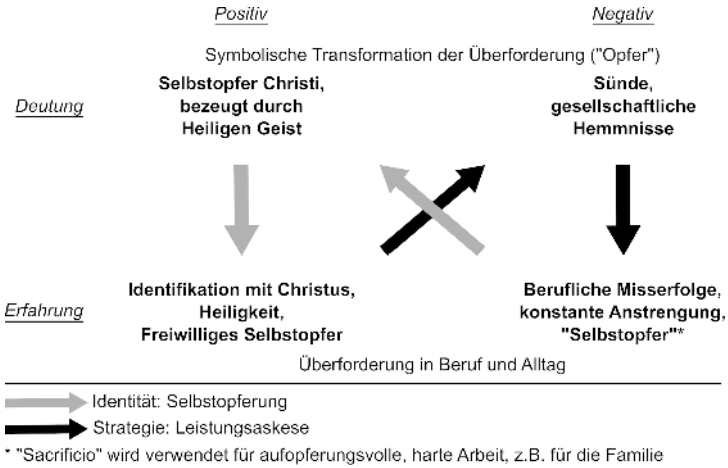 Positiv Negativ
Symbolische Transformation der Überforderung ("Opfer")
Deutung
Selbstopfer Christi,
bezeugt durch
Heiligen Geist
Sünde,
gesellschaftliche
Hemmnisse
Erfahrung
Identifikation mit Christus,
Heiligkeit,
Freiwilliges Selbstopfer
Berufliche Misserfolge,
konstante Anstrengung,
"Selbstopfer"*
Überforderung in Beruf und Alltag
Identität: Selbstopferung
Strategie: Leistungsaskese
* "Sacrificio" wird verwendet für aufopferungsvolle, harte Arbeit, z.B. für die Familie